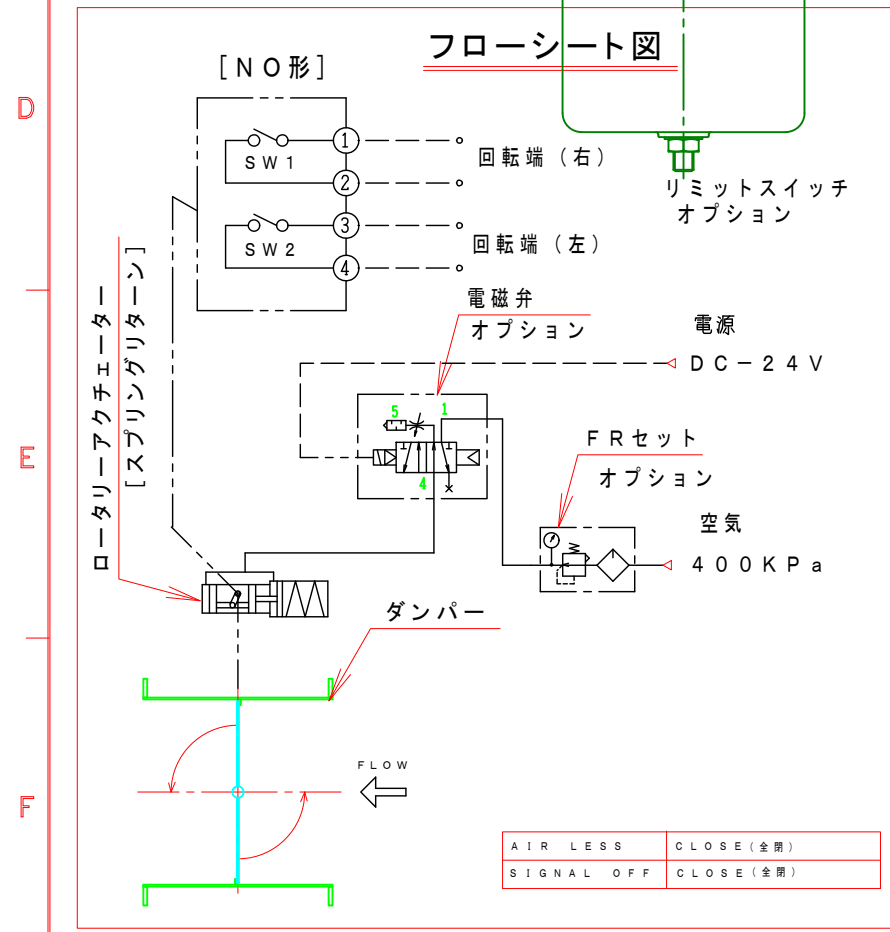 D
E
F
フローシート図
[ＮＯ形]
SW1
SW2
1
2
3
4
回転端（右）
回転端（左）
リミットスイッチ
オプション
ロータリーアクチェーター
[スプリングリターン]
電磁弁
オプション
電源
DC－24V
5
1
4
FRセット
オプション
空気
400KPa
ダンパー
FLOW
AIR LESS CLOSE（全閉）
SIGNAL OFF CLOSE（全閉）